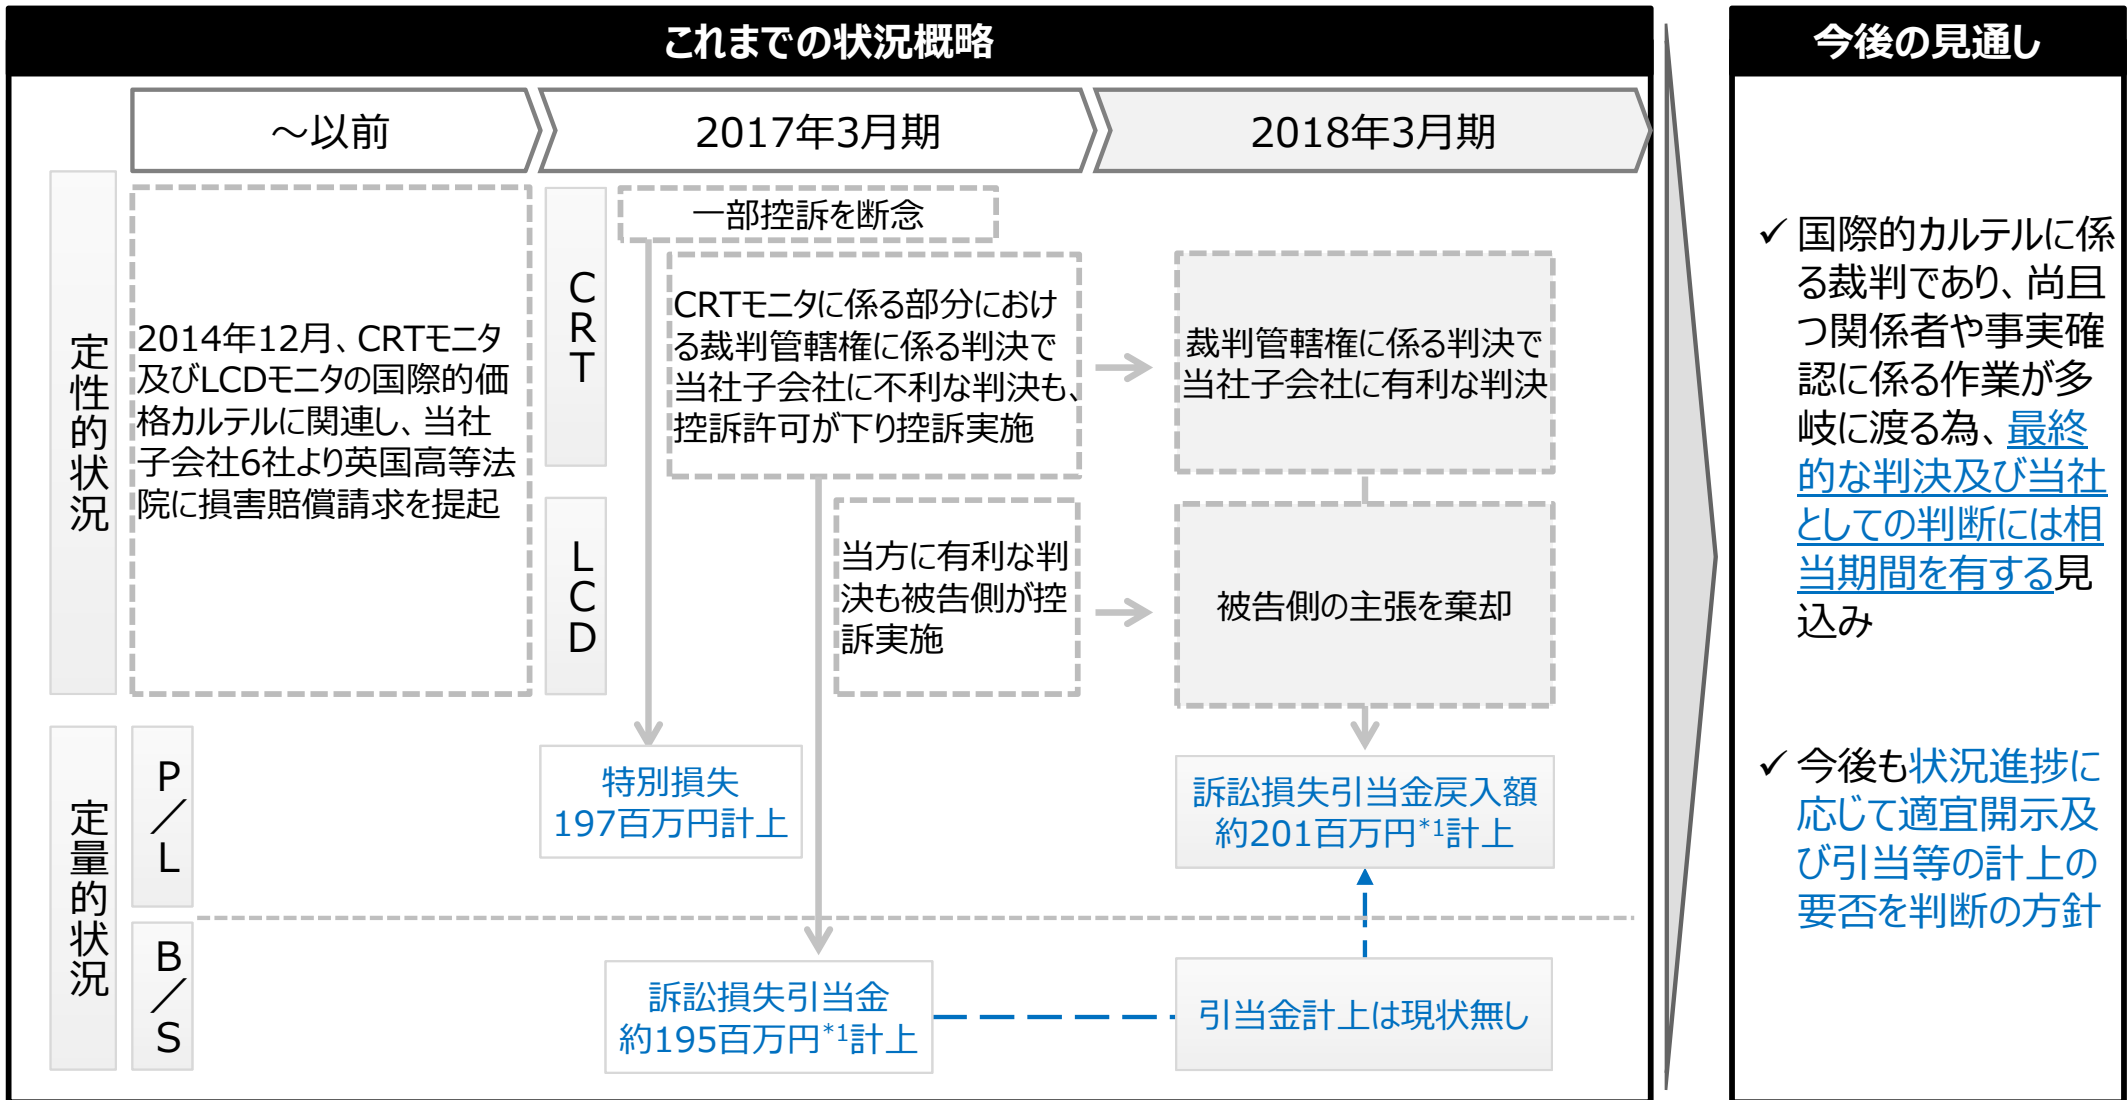 これまでの状況概略
～以前
2017年3月期
2018年3月期
定性的状況
2014年12月、CRTモニタ
及びLCDモニタの国際的価
格カルテルに関連し、当社
子会社6社より英国高等法
院に損害賠償請求を提起
CRT
一部控訴を断念
CRTモニタに係る部分におけ
る裁判管轄権に係る判決で
当社子会社に不利な判決も、
控訴許可が下り控訴実施
裁判管轄権に係る判決で
当社子会社に有利な判決
LCD
当方に有利な判
決も被告側が控
訴実施
被告側の主張を棄却
定量的状況
P／L
特別損失
197百万円計上
訴訟損失引当金戻入額
約201百万円*1計上
B／S
訴訟損失引当金
約195百万円*1計上
引当金計上は現状無し
今後の見通し
✓ 国際的カルテルに係
る裁判であり、尚且
つ関係者や事実確
認に係る作業が多
岐に渡る為、最終
的な判決及び当社
としての判断には相
当期間を有する見
込み
✓ 今後も状況進捗に
応じて適宜開示及
び引当等の計上の
要否を判断の方針